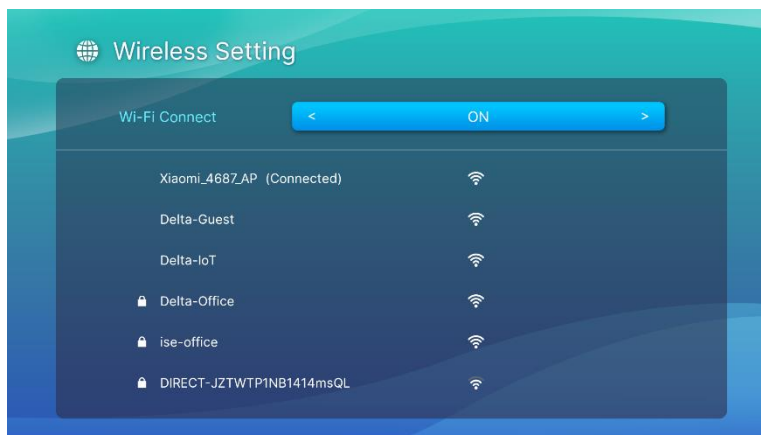 Wireless Setting
Wi-Fi Connect < ON >
Xiaomi_4687_AP (Connected)
Delta-Guest
Delta-IoT
Delta-Office
ise-office
DIRECT-JZTWTP1NB1414msQL